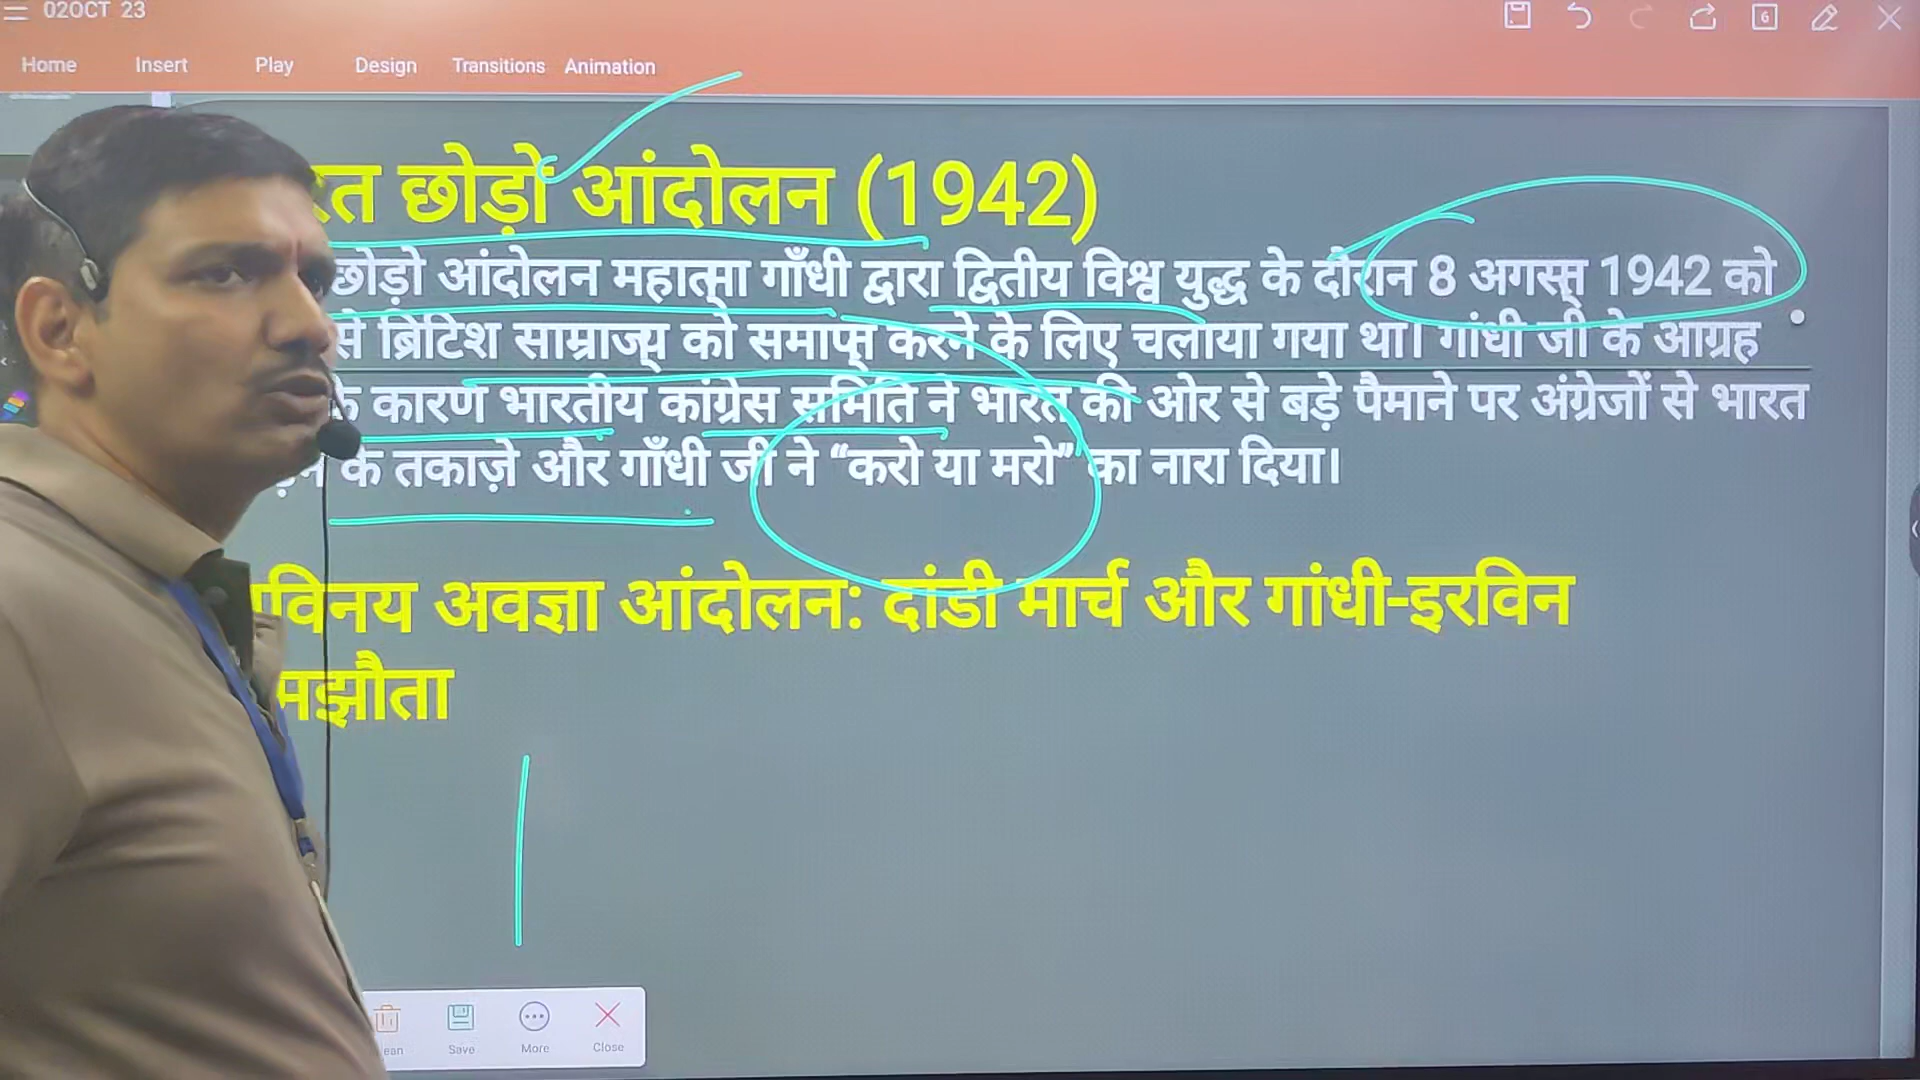 02OCT 23
Home Insert Play Design Transitions Animation
छोड़ो आंदोलन (1942)
छोड़ो आंदोलन महात्मा गाँधी द्वारा द्वितीय विश्व युद्ध के दौरान 8 अगस्त 1942 को
से ब्रिटिश साम्राज्य को समाप्त करने के लिए चलाया गया था। गांधी जी के आग्रह
कारण भारतीय कांग्रेस समिति ने भारत की ओर से बड़े पैमाने पर अंग्रेजों से भारत
के तकाज़े और गाँधी जी ने “करो या मरो” का नारा दिया।
अवज्ञा आंदोलन: दांडी मार्च और गांधी-इरविन
Save More Close